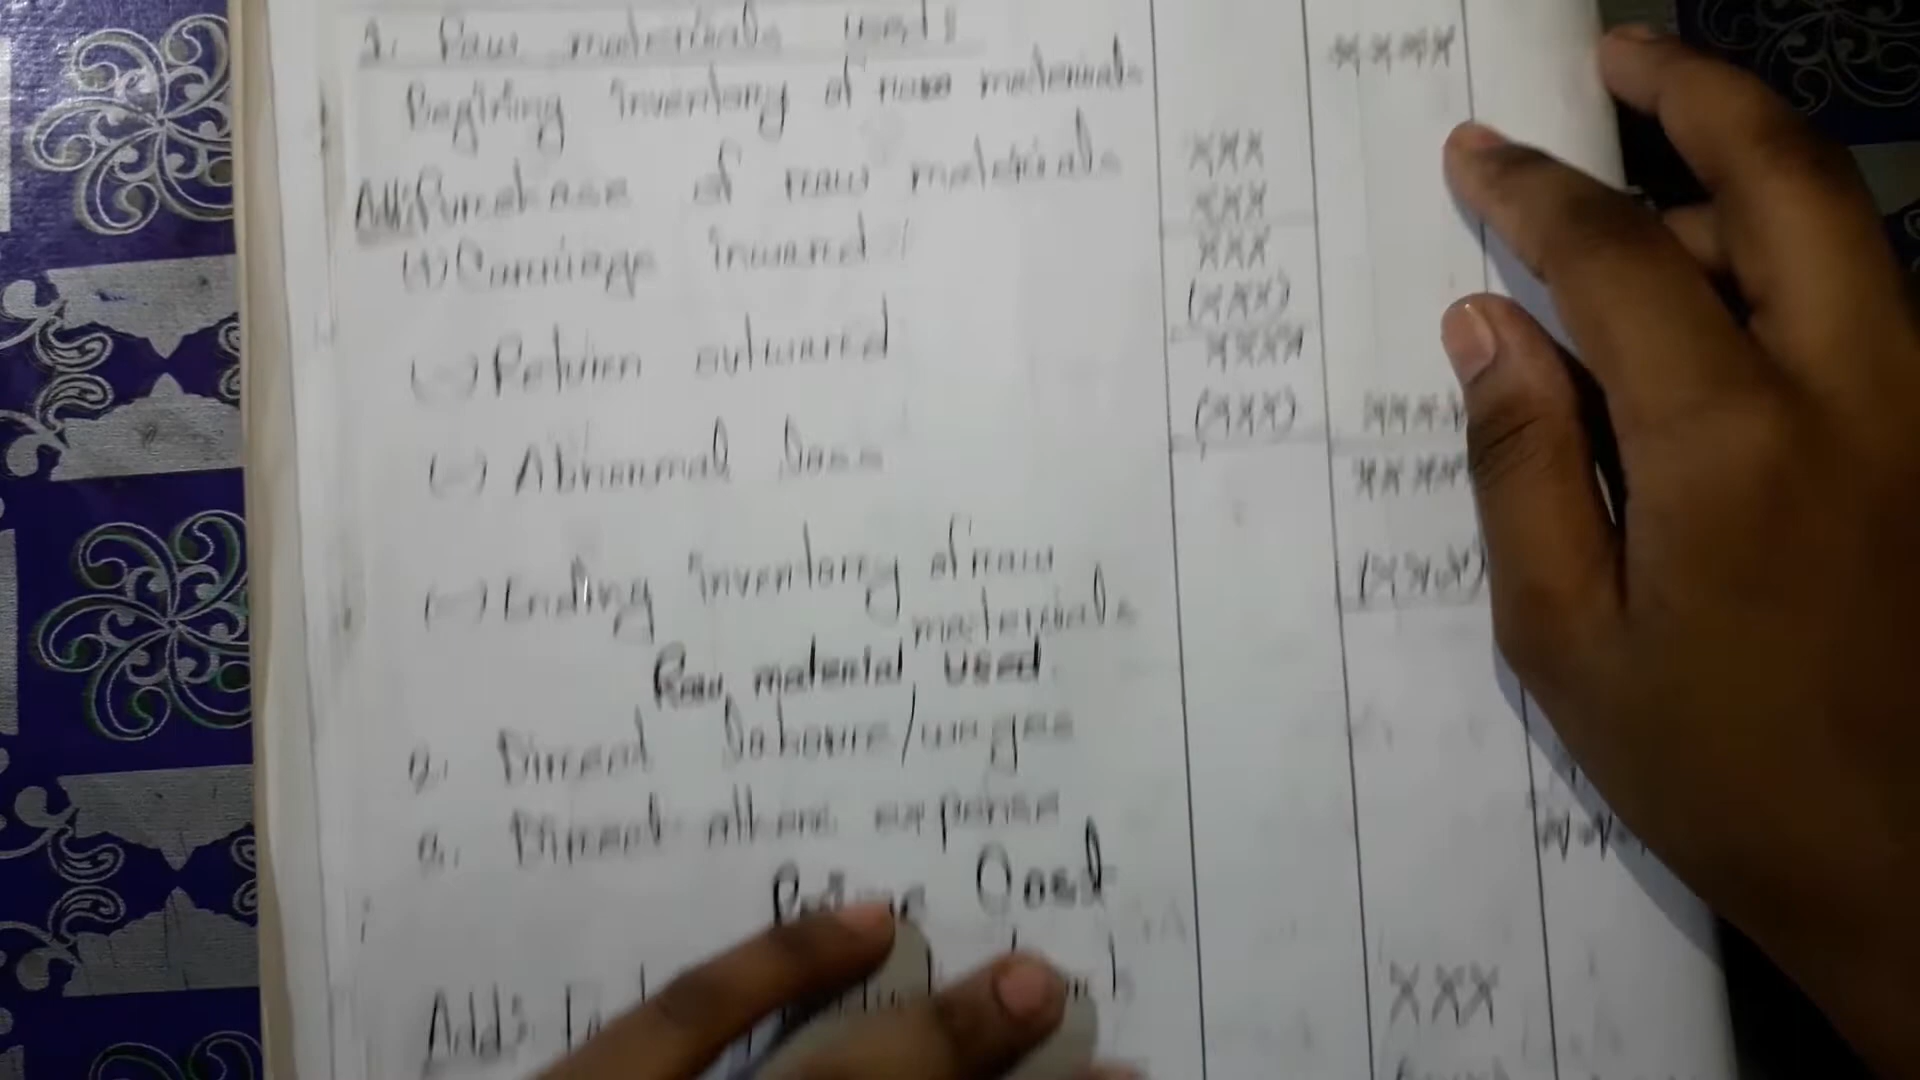 1. Raw materials used:
Begining inventory of raw materials xxxx
Add: Purchase of raw materials xxx
xxx
(+) Carriage inward xxx
(xxx)
(-) Return outward xxxx
(xxx) xxxx
(-) Abnormal loss xxxx
(-) Ending inventory of raw
materials (xxx)
Raw material used
2. Direct labour/wages
Direct other expense
Prime Cost
Add:
xxx